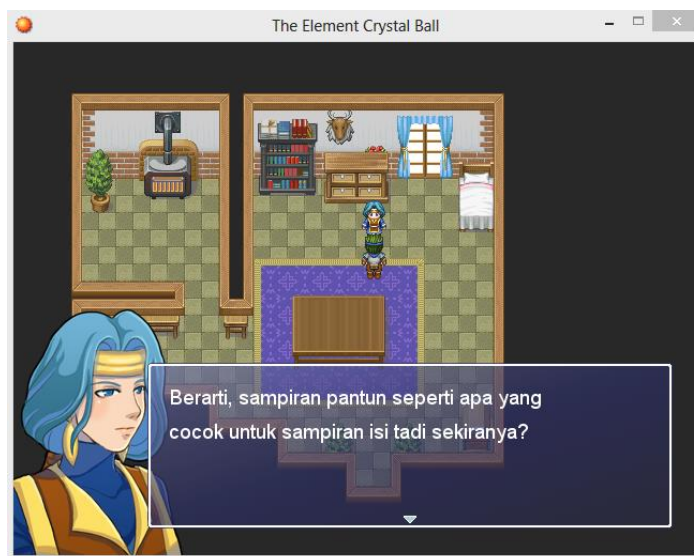 The Element Crystal Ball
Berarti, sampiran pantun seperti apa yang
cocok untuk sampiran isi tadi sekiranya?